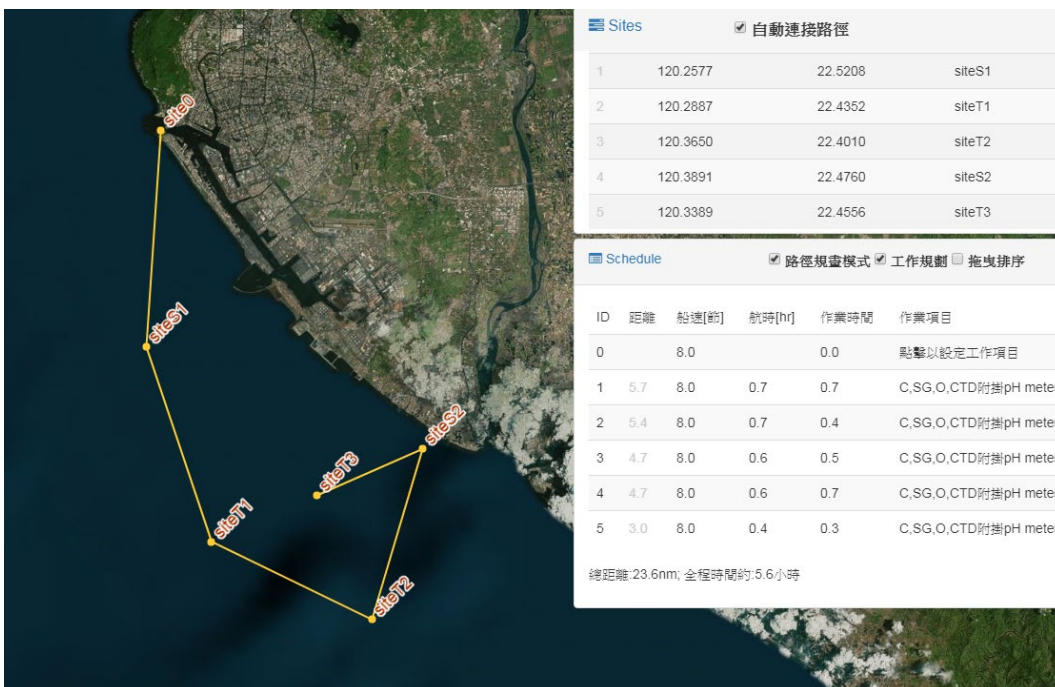 site0
siteS1
siteT1
siteT2
siteS2
siteT3
Sites 自動連接路徑
1 120.2577 22.5208 siteS1
2 120.2887 22.4352 siteT1
3 120.3650 22.4010 siteT2
4 120.3891 22.4760 siteS2
5 120.3389 22.4556 siteT3
Schedule 路徑規畫模式 工作規劃 拖曳排序
ID 距離 船速[節] 航時[hr] 作業時間 作業項目
0 8.0 0.0 點擊以設定工作項目
1 5.7 8.0 0.7 0.7 C,SG,O,CTD附掛pH mete
2 5.4 8.0 0.7 0.4 C,SG,O,CTD附掛pH mete
3 4.7 8.0 0.6 0.5 C,SG,O,CTD附掛pH mete
4 4.7 8.0 0.6 0.7 C,SG,O,CTD附掛pH mete
5 3.0 8.0 0.4 0.3 C,SG,O,CTD附掛pH mete
總距離:23.6nm; 全程時間約:5.6小時